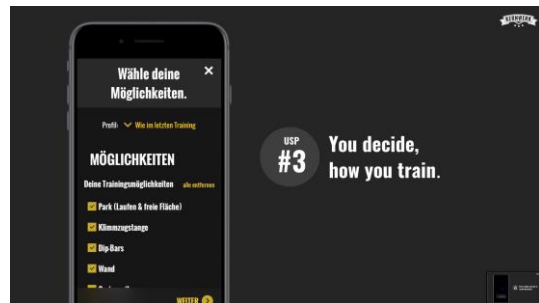 KERNWERK
Wähle deine
Möglichkeiten.
Profil: Wie im letzten Training
MÖGLICHKEITEN
Deine Trainingsmöglichkeiten alle entfernen
Park (Laufen & freie Fläche)
Klimmzugstange
Dip-Bars
Wand
WEITER
USP
#3
You decide,
how you train.